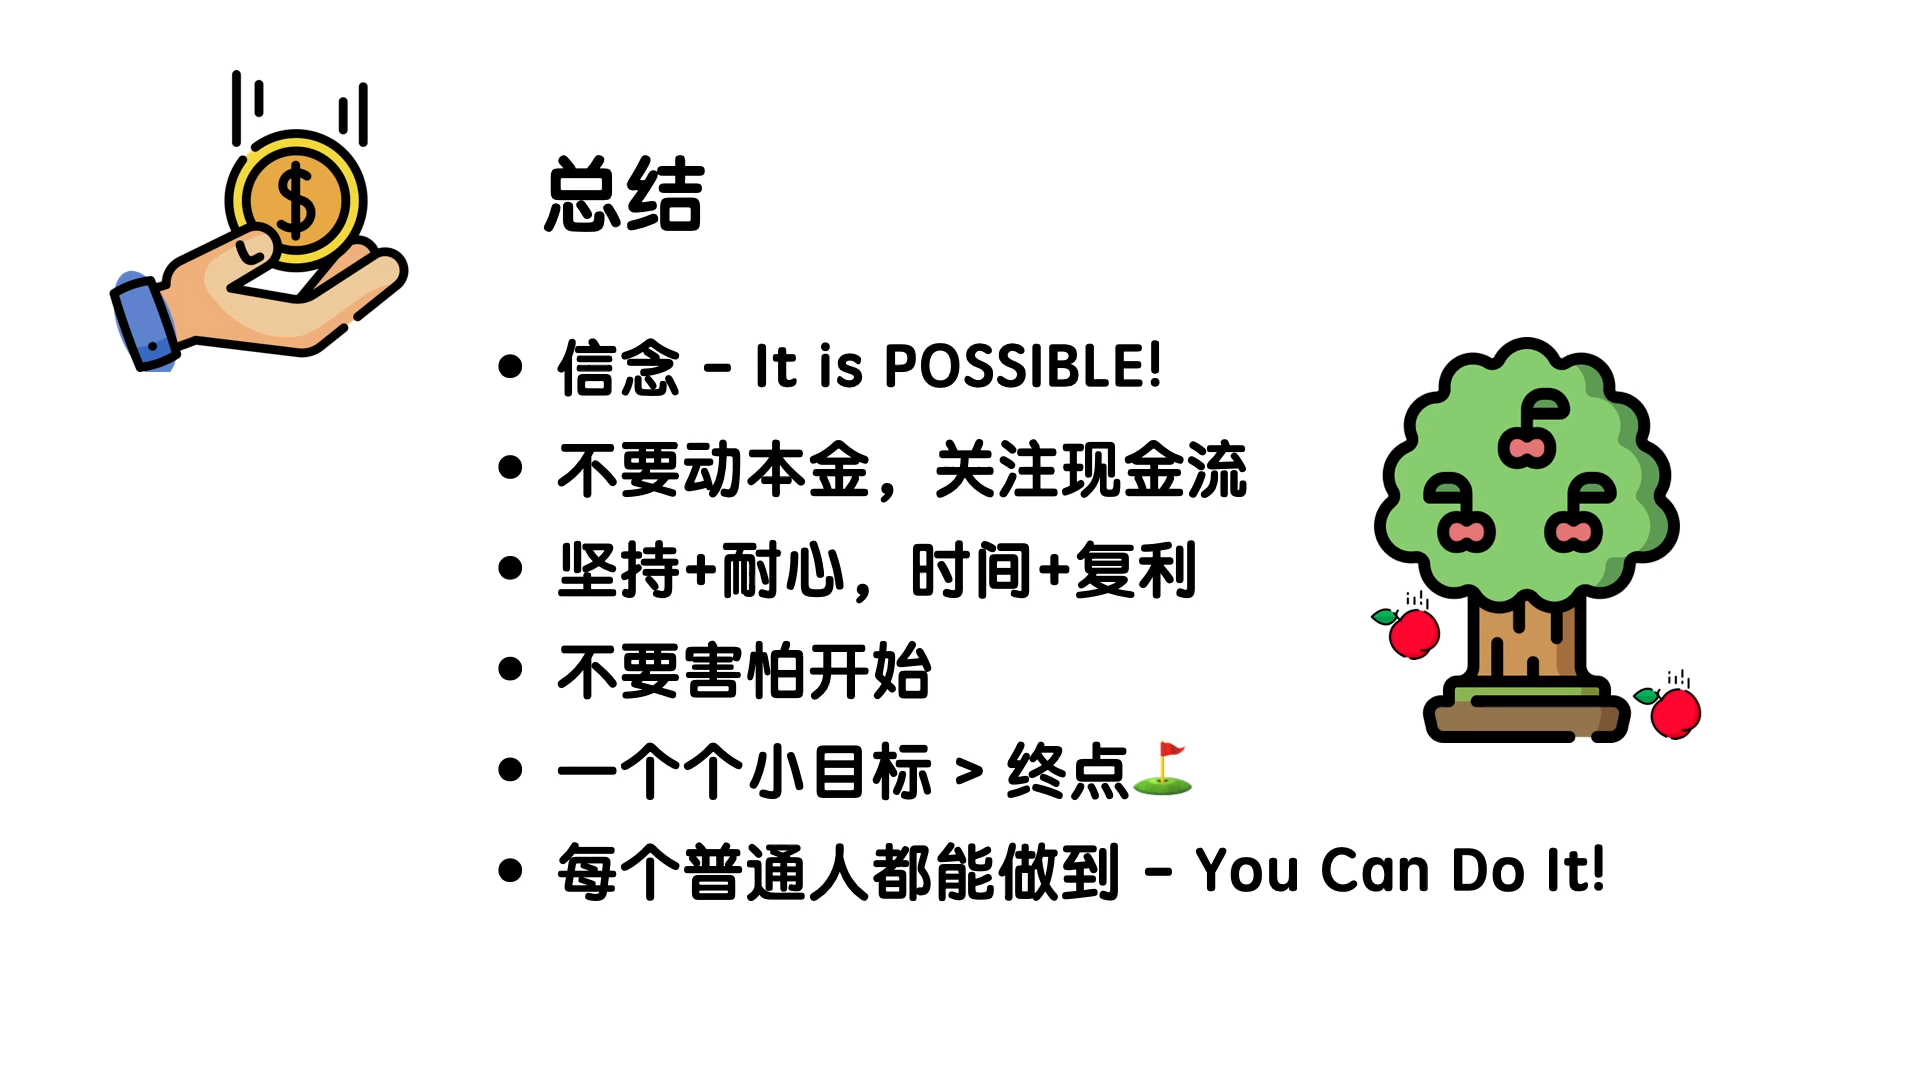 总结
• 信念 – It is POSSIBLE!
• 不要动本金，关注现金流
• 坚持+耐心，时间+复利
• 不要害怕开始
• 一个个小目标 > 终点⛳
• 每个普通人都能做到 – You Can Do It!
$